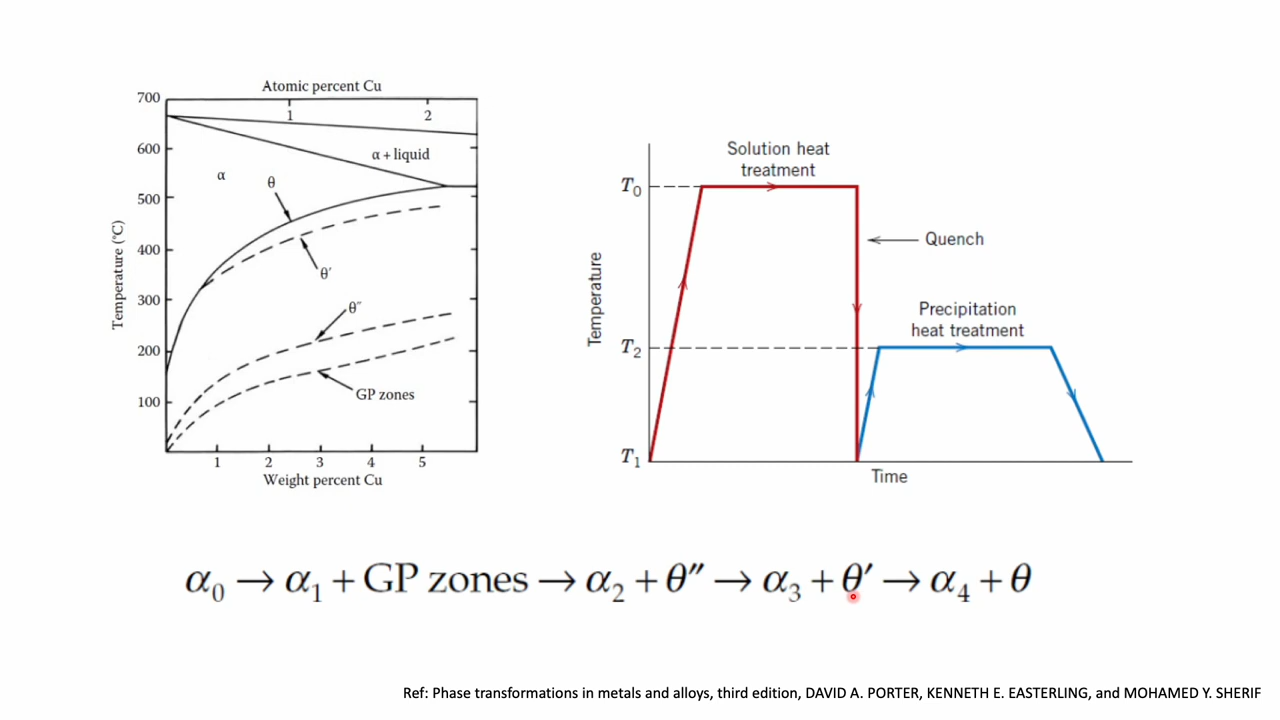 Atomic percent Cu
700
1
2
600
α + liquid
α
θ
500
400
θ′
300
θ″
200
GP zones
100
Temperature (°C)
1 2 3 4 5
Weight percent Cu
Solution heat
treatment
T0
Quench
Temperature
Precipitation
heat treatment
T2
T1
Time
α0 → α1 + GP zones → α2 + θ″ → α3 + θ′ → α4 + θ
Ref: Phase transformations in metals and alloys, third edition, DAVID A. PORTER, KENNETH E. EASTERLING, and MOHAMED Y. SHERIF